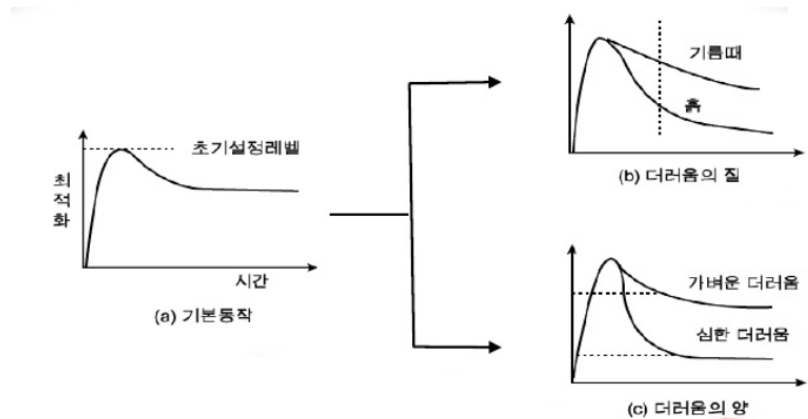 초기설정레벨
최
적
화
시간
(a) 기본동작
기름때
흙
(b) 더러움의 질
가벼운 더러움
심한 더러움
(c) 더러움의 양